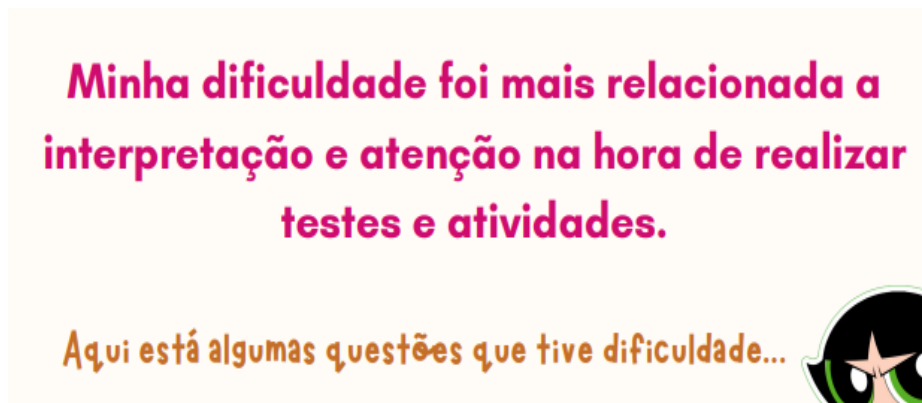 Minha dificuldade foi mais relacionada a
interpretação e atenção na hora de realizar
testes e atividades.
Aqui está algumas questões que tive dificuldade...